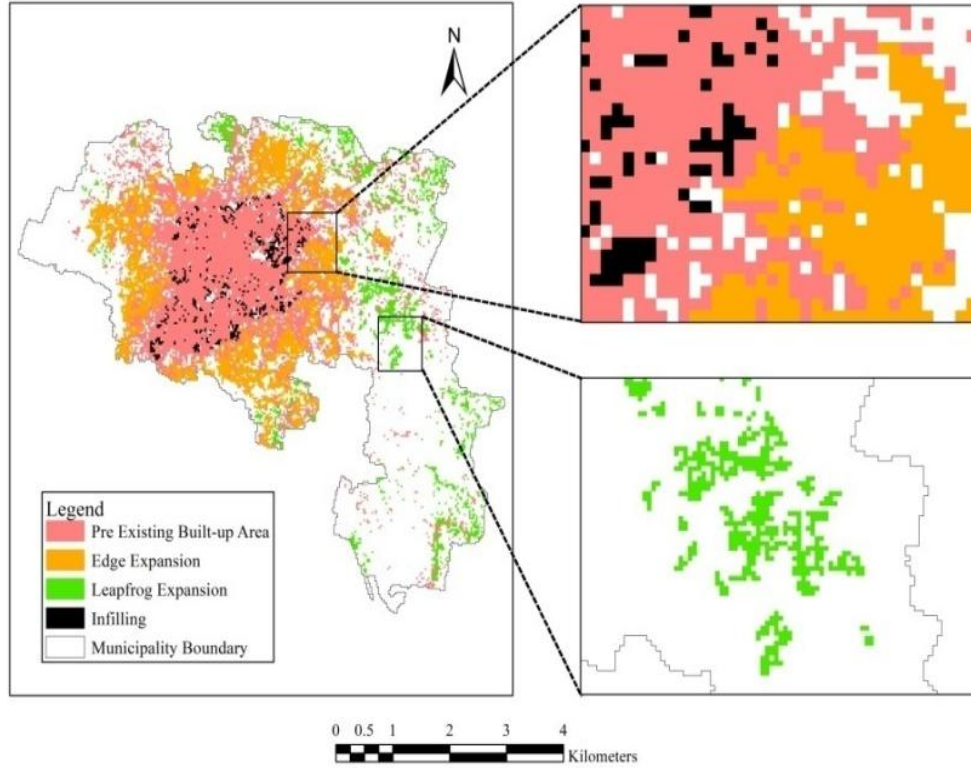 N
Legend
Pre Existing Built-up Area
Edge Expansion
Leapfrog Expansion
Infilling
Municipality Boundary
0 0.5 1 2 3 4
Kilometers